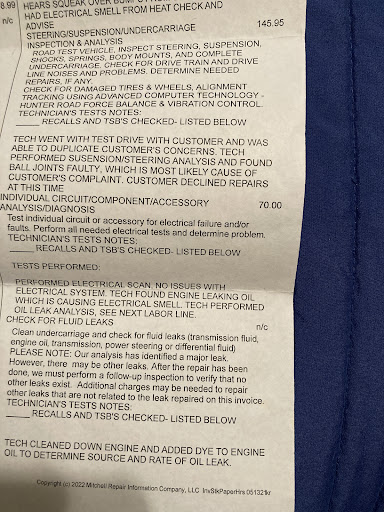 8.99 HEARS SQUEAK OVER
n/c HAD ELECTRICAL SMELL FROM HEAT CHECK AND
ADVISE
STEERING/SUSPENSION/UNDERCARRIAGE 145.95
INSPECTION & ANALYSIS
ROAD TEST VEHICLE, INSPECT STEERING, SUSPENSION,
SHOCKS, SPRINGS, BODY MOUNTS, AND COMPLETE
UNDERCARRIAGE. CHECK FOR DRIVE TRAIN AND DRIVE
LINE NOISES AND PROBLEMS. DETERMINE NEEDED
REPAIRS, IF ANY.
CHECK FOR DAMAGED TIRES & WHEELS, ALIGNMENT
TRACKING USING ADVANCED COMPUTER TECHNOLOGY -
HUNTER ROAD FORCE BALANCE & VIBRATION CONTROL.
TECHNICIAN'S TESTS NOTES:
_____ RECALLS AND TSB'S CHECKED- LISTED BELOW
TECH WENT WITH TEST DRIVE WITH CUSTOMER AND WAS
ABLE TO DUPLICATE CUSTOMER'S CONCERNS. TECH
PERFORMED SUSENSION/STEERING ANALYSIS AND FOUND
BALL JOINTS FAULTY, WHICH IS MOST LIKELY CAUSE OF
CUSTOMER'S COMPLAINT. CUSTOMER DECLINED REPAIRS
AT THIS TIME
INDIVIDUAL CIRCUIT/COMPONENT/ACCESSORY 70.00
ANALYSIS/DIAGNOSIS
Test individual circuit or accessory for electrical failure and/or
faults. Perform all needed electrical tests and determine problem.
TECHNICIAN'S TESTS NOTES:
_____ RECALLS AND TSB'S CHECKED- LISTED BELOW
TESTS PERFORMED:
PERFORMED ELECTRICAL SCAN, NO ISSUES WITH
ELECTRICAL SYSTEM. TECH FOUND ENGINE LEAKING OIL
WHICH IS CAUSING ELECTRICAL SMELL. TECH PERFORMED
OIL LEAK ANALYSIS, SEE NEXT LABOR LINE.
CHECK FOR FLUID LEAKS n/c
Clean undercarriage and check for fluid leaks (transmission fluid,
engine oil, transmission, power steering or differential fluid)
PLEASE NOTE: Our analysis has identified a major leak.
However, there may be other leaks. After the repair has been
done, we must perform a follow-up inspection to verify that no
other leaks exist. Additional charges may be needed to repair
other leaks that are not related to the leak repaired on this invoice.
TECHNICIAN'S TESTS NOTES:
_____ RECALLS AND TSB'S CHECKED- LISTED BELOW
TECH CLEANED DOWN ENGINE AND ADDED DYE TO ENGINE
OIL TO DETERMINE SOURCE AND RATE OF OIL LEAK.
Copyright (c) 2022 Mitchell Repair Information Company, LLC InvStkPaperHrs 051321kr